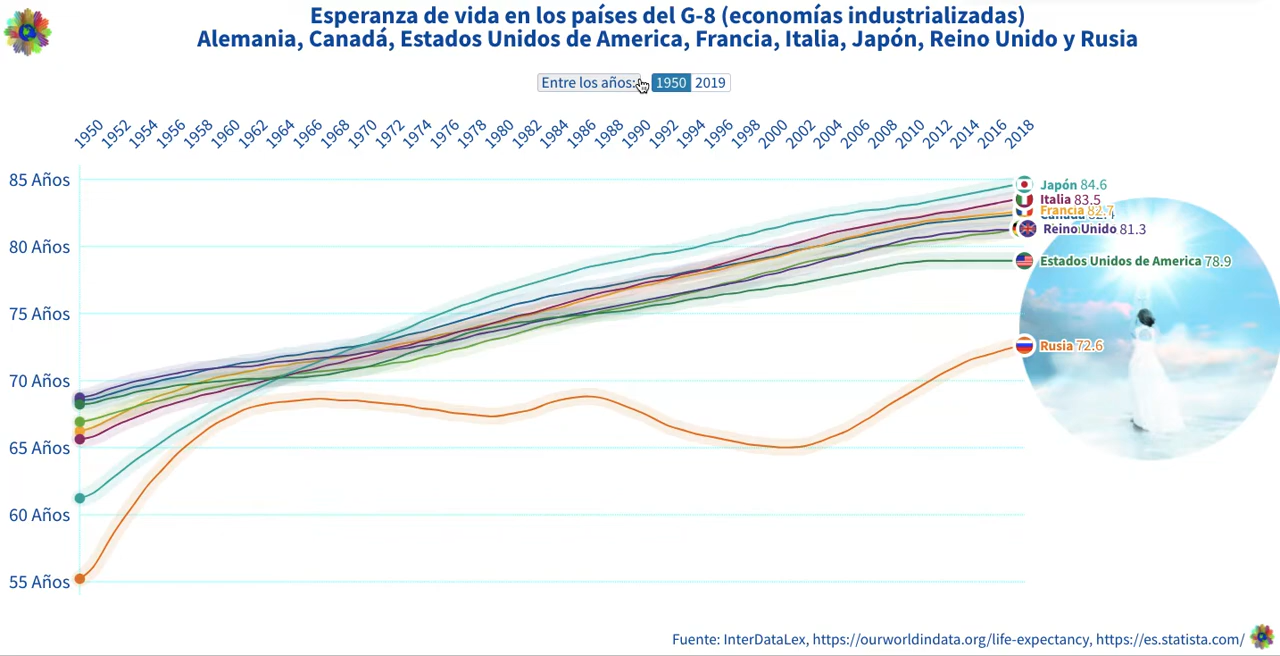 Esperanza de vida en los países del G-8 (economías industrializadas)
Alemania, Canadá, Estados Unidos de America, Francia, Italia, Japón, Reino Unido y Rusia
Entre los años: 1950 2019
1950 1952 1954 1956 1958 1960 1962 1964 1966 1968 1970 1972 1974 1976 1978 1980 1982 1984 1986 1988 1990 1992 1994 1996 1998 2000 2002 2004 2006 2008 2010 2012 2014 2016 2018
85 Años
Japón 84.6
Italia 83.5
Francia 82.7
Canadá 82.4
Reino Unido 81.3
80 Años
Estados Unidos de America 78.9
75 Años
Rusia 72.6
70 Años
65 Años
60 Años
55 Años
Fuente: InterDataLex, https://ourworldindata.org/life-expectancy, https://es.statista.com/